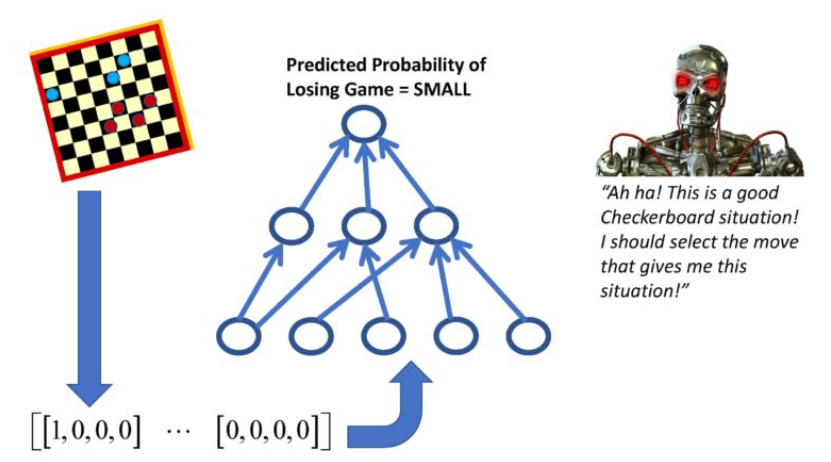 Predicted Probability of
Losing Game = SMALL
“Ah ha! This is a good
Checkerboard situation!
I should select the move
that gives me this
situation!”
[[1,0,0,0] ⋯ [0,0,0,0]]